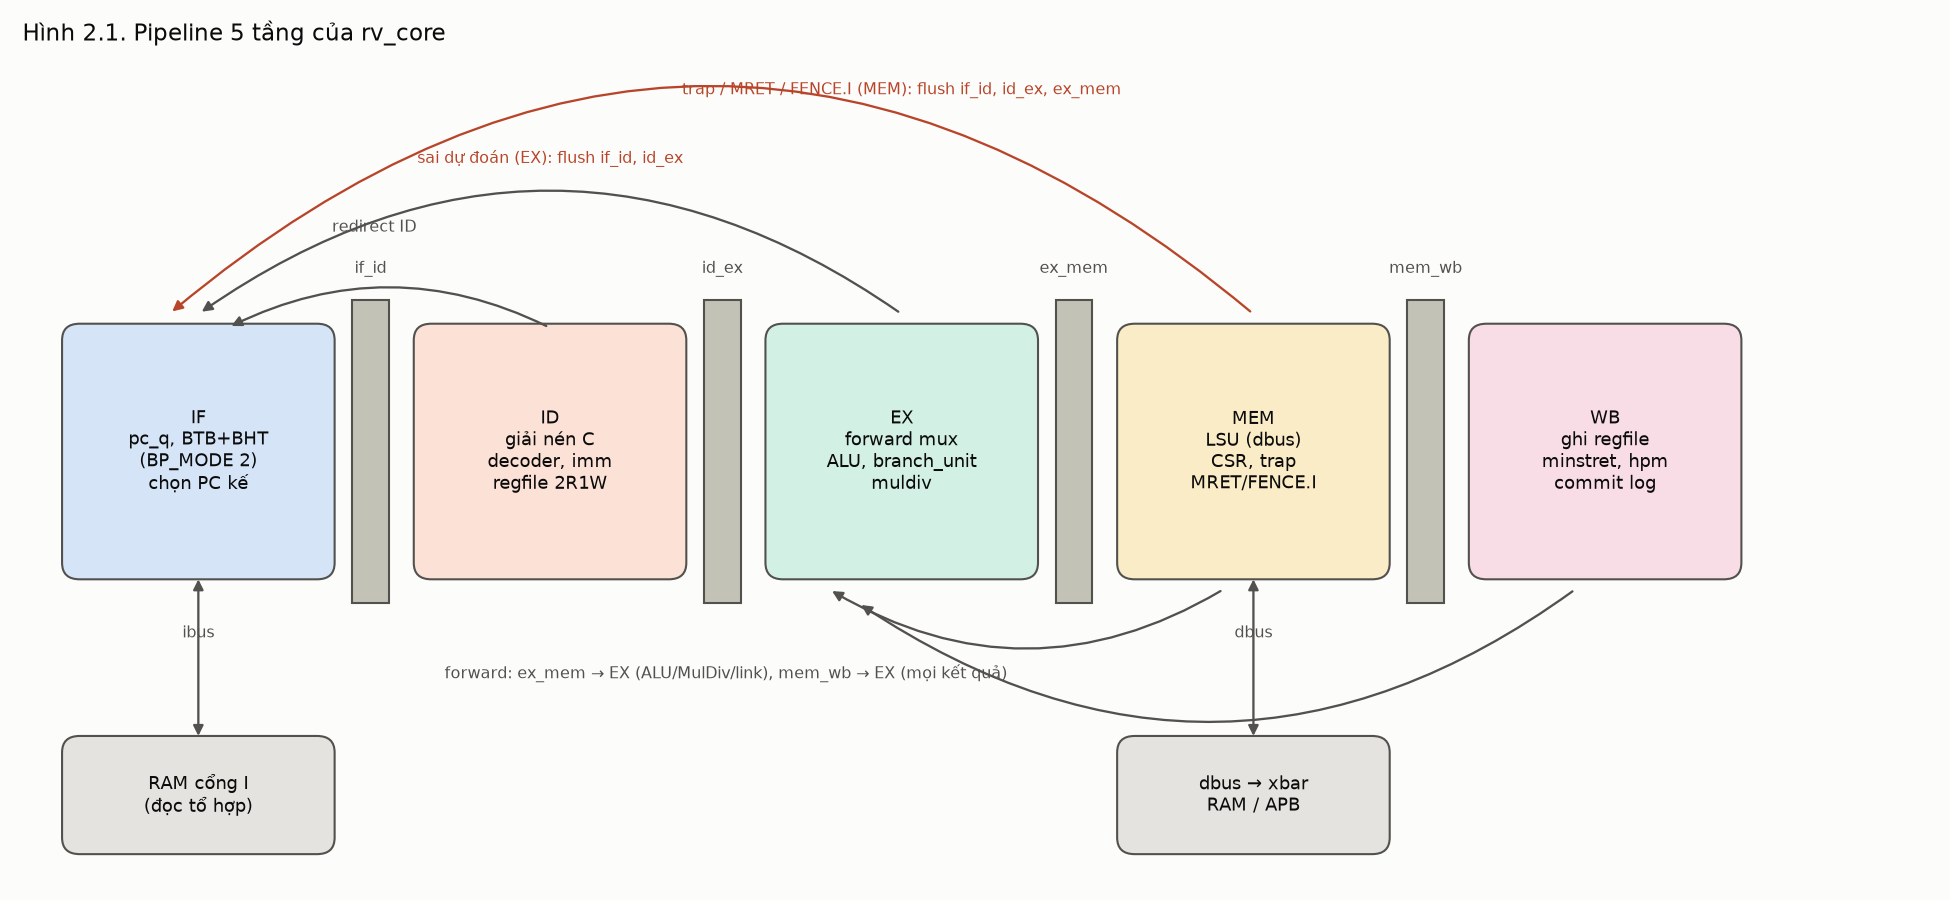 Hình 2.1. Pipeline 5 tầng của rv_core
trap / MRET / FENCE.I (MEM): flush if_id, id_ex, ex_mem
sai dự đoán (EX): flush if_id, id_ex
redirect ID
if_id
id_ex
ex_mem
mem_wb
IF
pc_q, BTB+BHT
(BP_MODE 2)
chọn PC kế
ID
giải nén C
decoder, imm
regfile 2R1W
EX
forward mux
ALU, branch_unit
muldiv
MEM
LSU (dbus)
CSR, trap
MRET/FENCE.I
WB
ghi regfile
minstret, hpm
commit log
ibus
dbus
forward: ex_mem → EX (ALU/MulDiv/link), mem_wb → EX (mọi kết quả)
RAM cổng I
(đọc tổ hợp)
dbus → xbar
RAM / APB